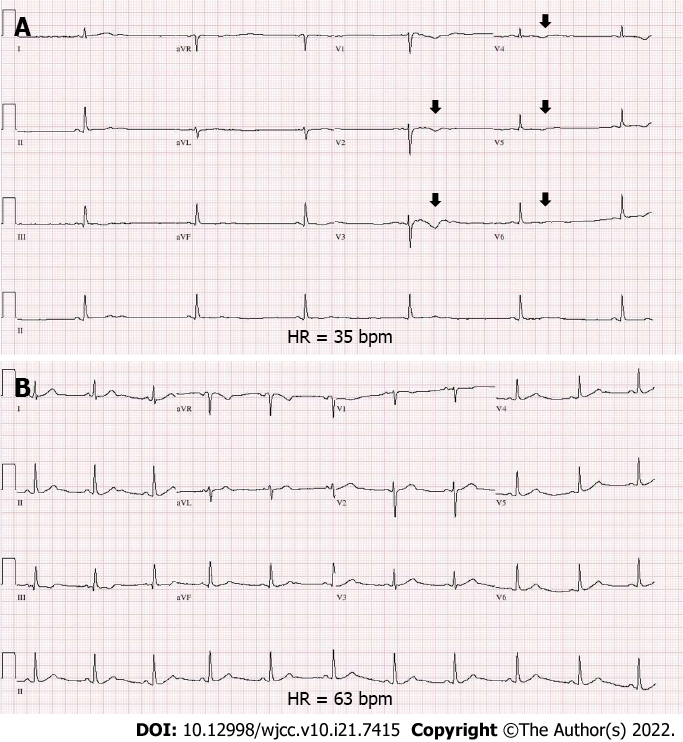 A
I aVR V1 V4
II aVL V2 V5
III aVF V3 V6
II
HR = 35 bpm
B
I aVR V1 V4
II aVL V2 V5
III aVF V3 V6
II
HR = 63 bpm
DOI: 10.12998/wjcc.v10.i21.7415 Copyright ©The Author(s) 2022.